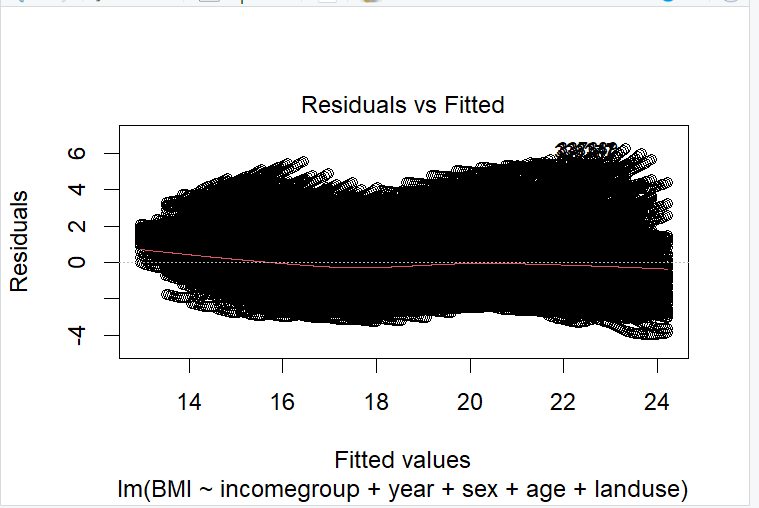 Residuals vs Fitted
Residuals
6
4
2
0
-4
14 16 18 20 22 24
Fitted values
lm(BMI ~ incomegroup + year + sex + age + landuse)